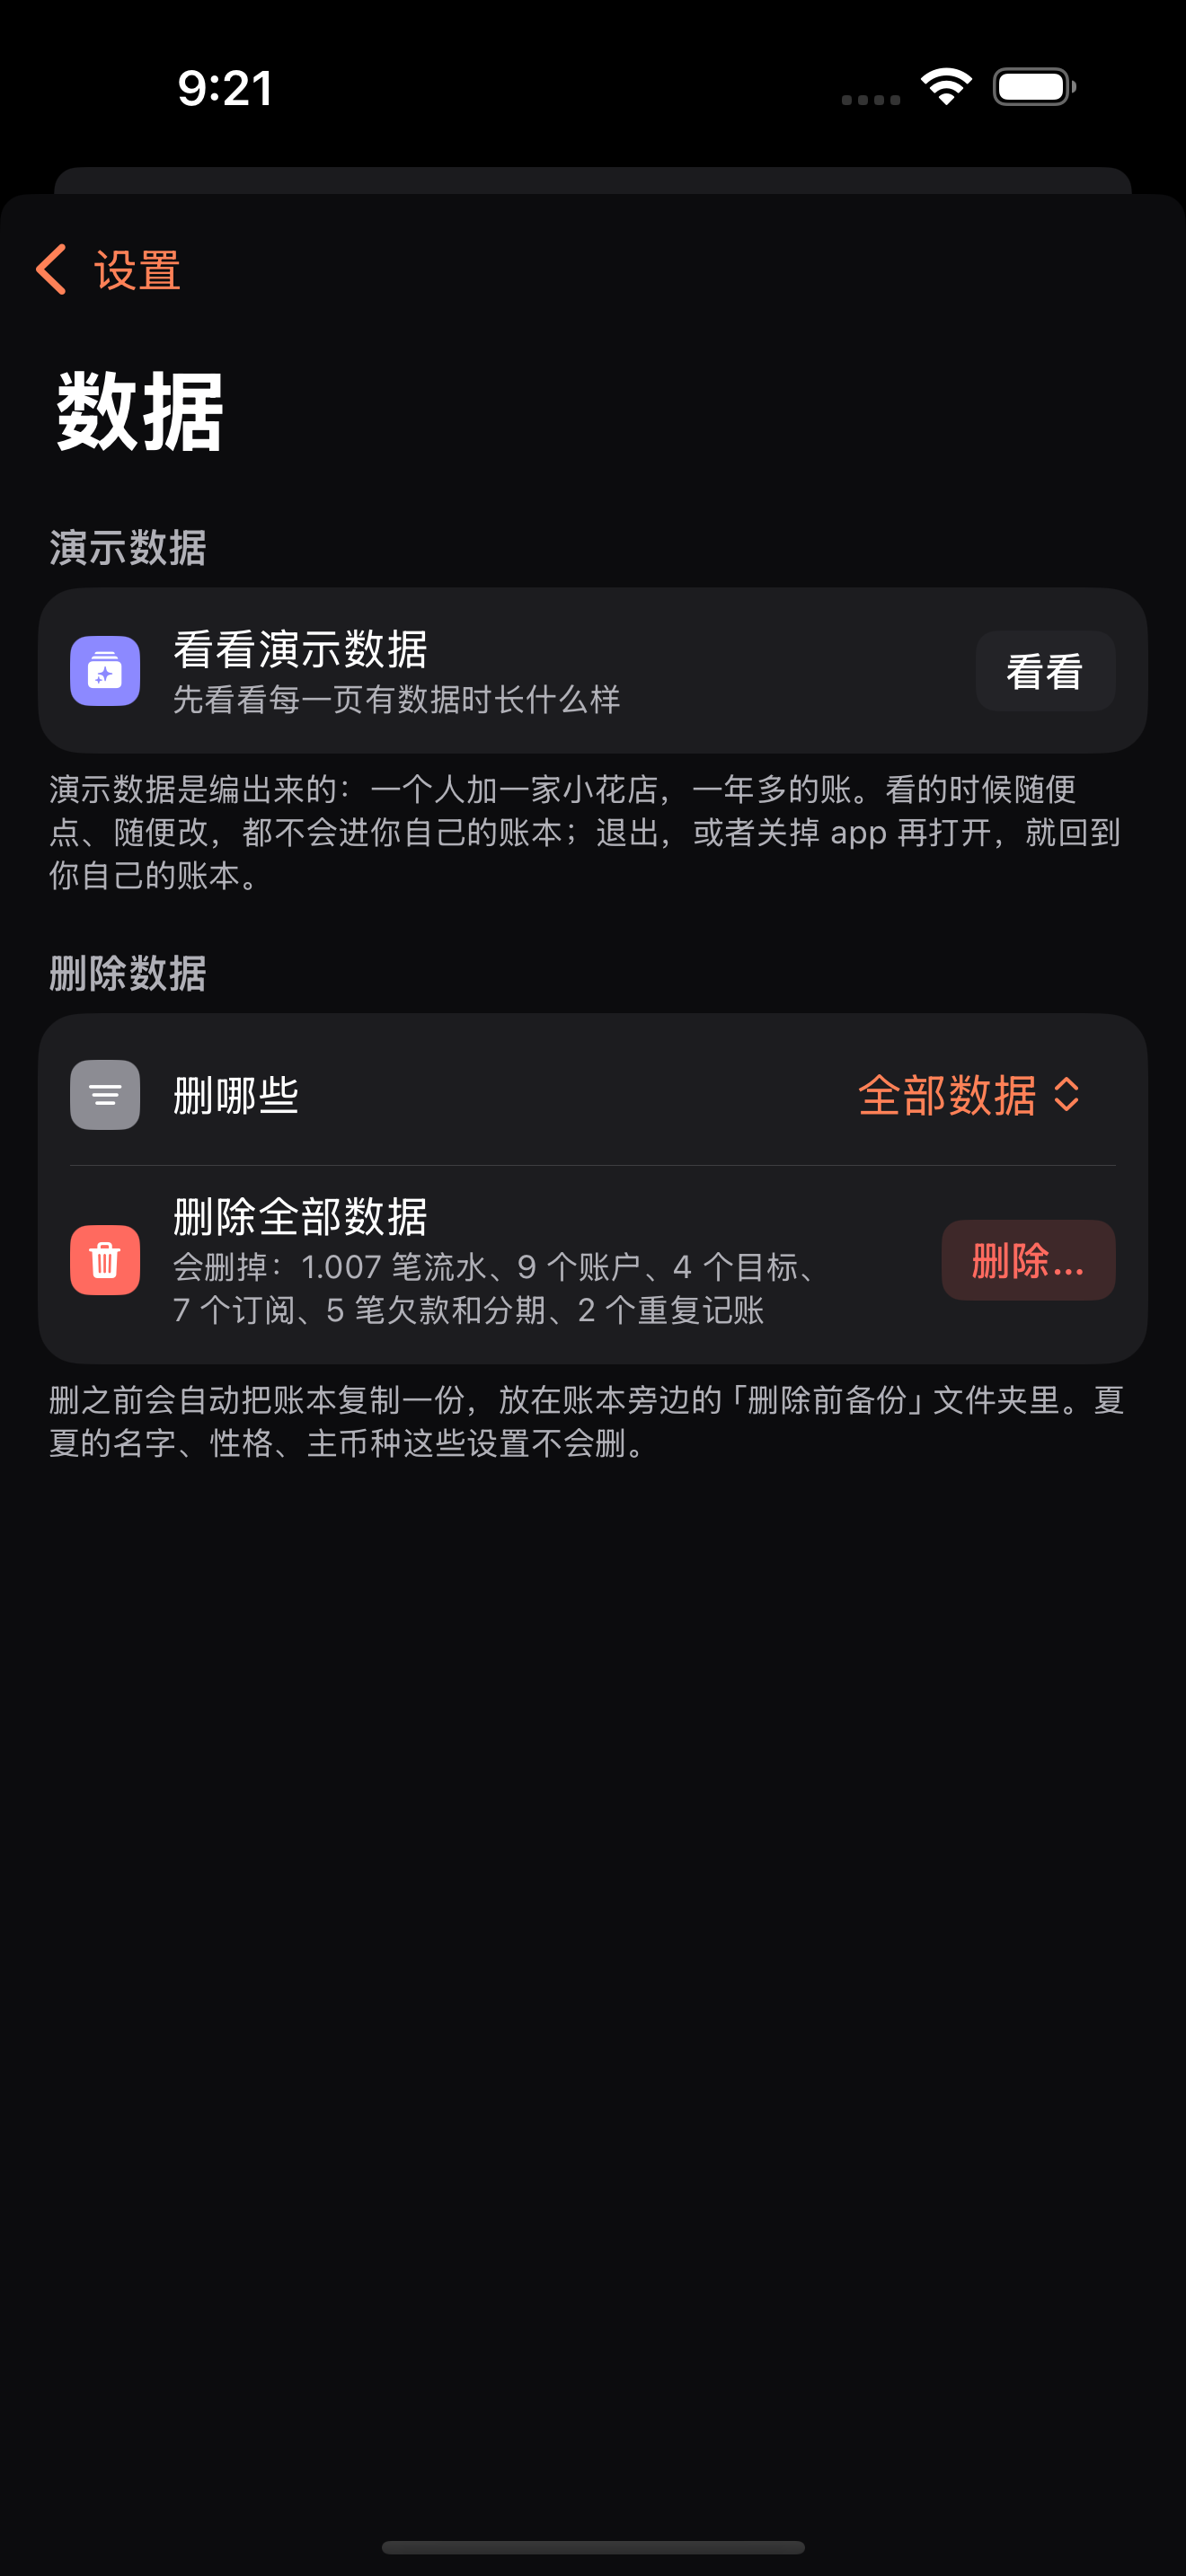 9:21
设置
数据
演示数据
看看演示数据
先看看每一页有数据时长什么样
看看
演示数据是编出来的：一个人加一家小花店，一年多的账。看的时候随便
点、随便改，都不会进你自己的账本；退出，或者关掉 app 再打开，就回到
你自己的账本。
删除数据
删哪些
全部数据
删除全部数据
会删掉：1.007 笔流水、9 个账户、4 个目标、
7 个订阅、5 笔欠款和分期、2 个重复记账
删除...
删之前会自动把账本复制一份，放在账本旁边的「删除前备份」文件夹里。夏
夏的名字、性格、主币种这些设置不会删。